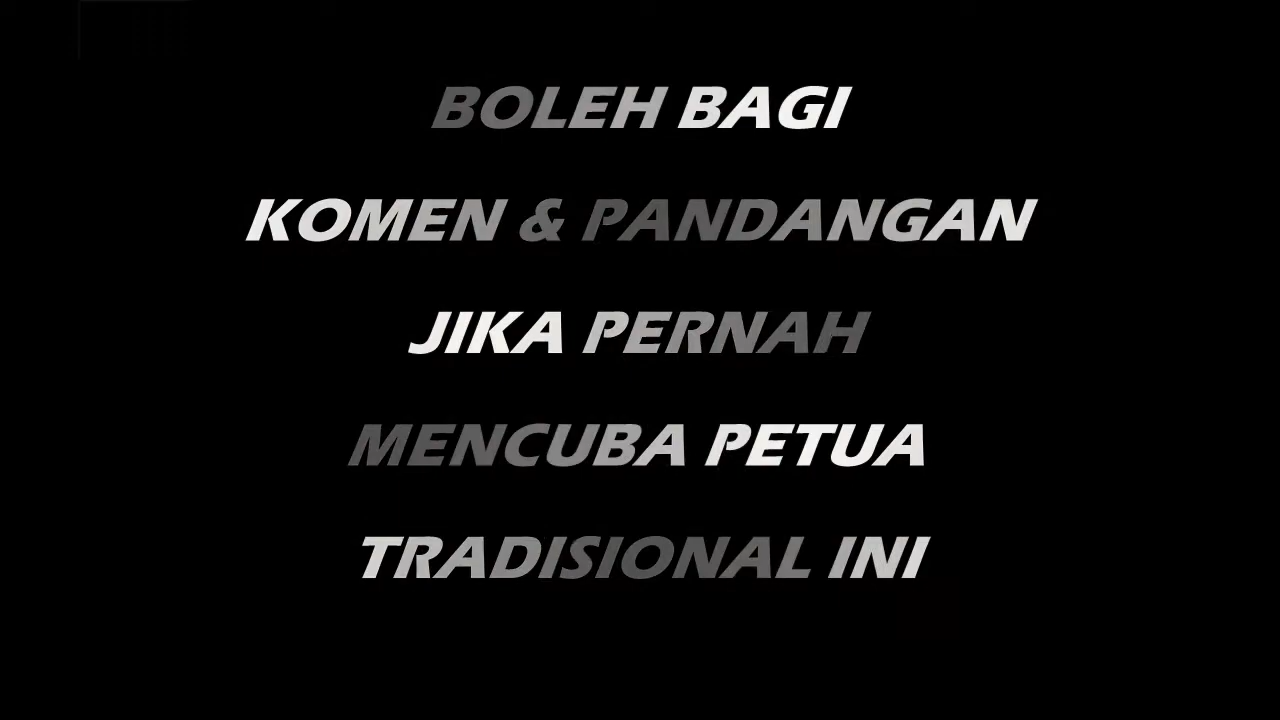 BOLEH BAGI
KOMEN & PANDANGAN
JIKA PERNAH
MENCUBA PETUA
TRADISIONAL INI